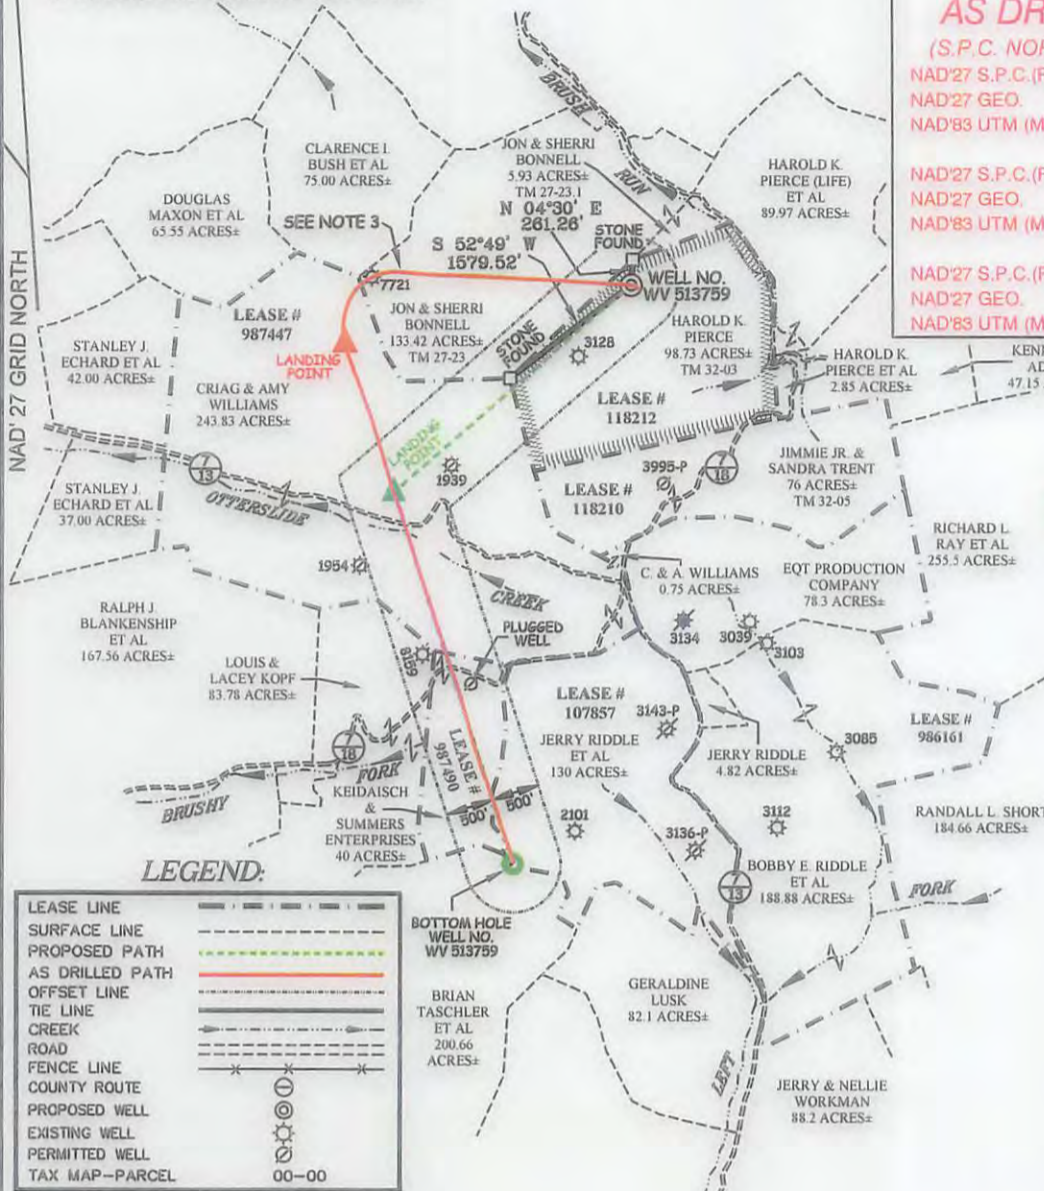 AS DR
(S.P.C. NOR
NAD'27 S.P.C.(F
NAD'27 GEO.
NAD'83 UTM (M
NAD'27 S.P.C.(F
NAD'27 GEO.
NAD'83 UTM (M
NAD'27 S.P.C.(F
NAD'27 GEO.
NAD'83 UTM (M
NAD'27 GRID NORTH
BRUSH
RUN
CLARENCE I.
BUSH ET AL
75.00 ACRES±
JON & SHERRI
BONNELL
5.93 ACRES±
TM 27-23.1
HAROLD K.
PIERCE (LIFE)
ET AL
89.97 ACRES±
DOUGLAS
MAXON ET AL
65.55 ACRES±
SEE NOTE 3
N 04°30' E
261.26'
STONE
FOUND
S 52°49' W
1579.52'
7721
WELL NO.
WV 513759
LEASE #
987447
JON & SHERRI
BONNELL
133.42 ACRES±
TM 27-23
STONE
FOUND
3128
HAROLD K.
PIERCE
98.73 ACRES±
TM 32-03
STANLEY J.
ECHARD ET AL
42.00 ACRES±
LANDING
POINT
HAROLD K.
PIERCE ET AL
2.85 ACRES±
KENN
AD
47.15
CRIAG & AMY
WILLIAMS
243.83 ACRES±
LEASE #
118212
LANDING
POINT
JIMMIE JR. &
SANDRA TRENT
76 ACRES±
TM 32-05
7
13
OTTERSLIDE
1939
3995-P
7
18
LEASE #
118210
STANLEY J.
ECHARD ET AL
37.00 ACRES±
RICHARD L.
RAY ET AL
255.5 ACRES±
1954
CREEK
C. & A. WILLIAMS
0.75 ACRES±
EQT PRODUCTION
COMPANY
78.3 ACRES±
RALPH J.
BLANKENSHIP
ET AL
167.56 ACRES±
PLUGGED
WELL
3134
3039
3103
LOUIS &
LACEY KOPF
83.78 ACRES±
LEASE #
107857
3143-P
LEASE #
986161
7
18
FORK
BRUSHY
LEASE #
987490
JERRY RIDDLE
ET AL
130 ACRES±
JERRY RIDDLE
4.82 ACRES±
3085
KEIDAISCH
&
SUMMERS
ENTERPRISES
40 ACRES±
500'
500'
2101
3136-P
3112
RANDALL L. SHORT
184.66 ACRES±
BOBBY E. RIDDLE
ET AL
188.88 ACRES±
7
13
FORK
BOTTOM HOLE
WELL NO.
WV 513759
BRIAN
TASCHLER
ET AL
200.66
ACRES±
GERALDINE
LUSK
82.1 ACRES±
LEFT
JERRY & NELLIE
WORKMAN
88.2 ACRES±
LEGEND:
LEASE LINE
SURFACE LINE
PROPOSED PATH
AS DRILLED PATH
OFFSET LINE
TIE LINE
CREEK
ROAD
FENCE LINE
COUNTY ROUTE
PROPOSED WELL
EXISTING WELL
PERMITTED WELL
TAX MAP-PARCEL 00-00